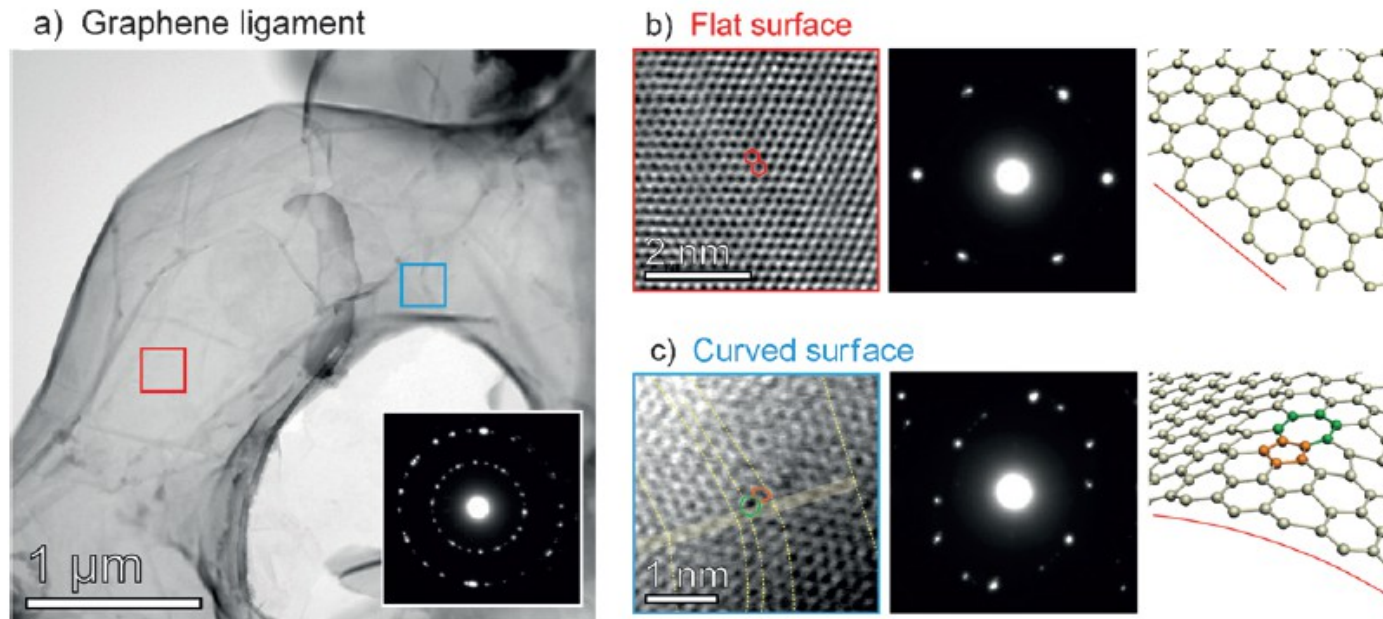 a) Graphene ligament
1 µm
b) Flat surface
2 nm
c) Curved surface
1 nm